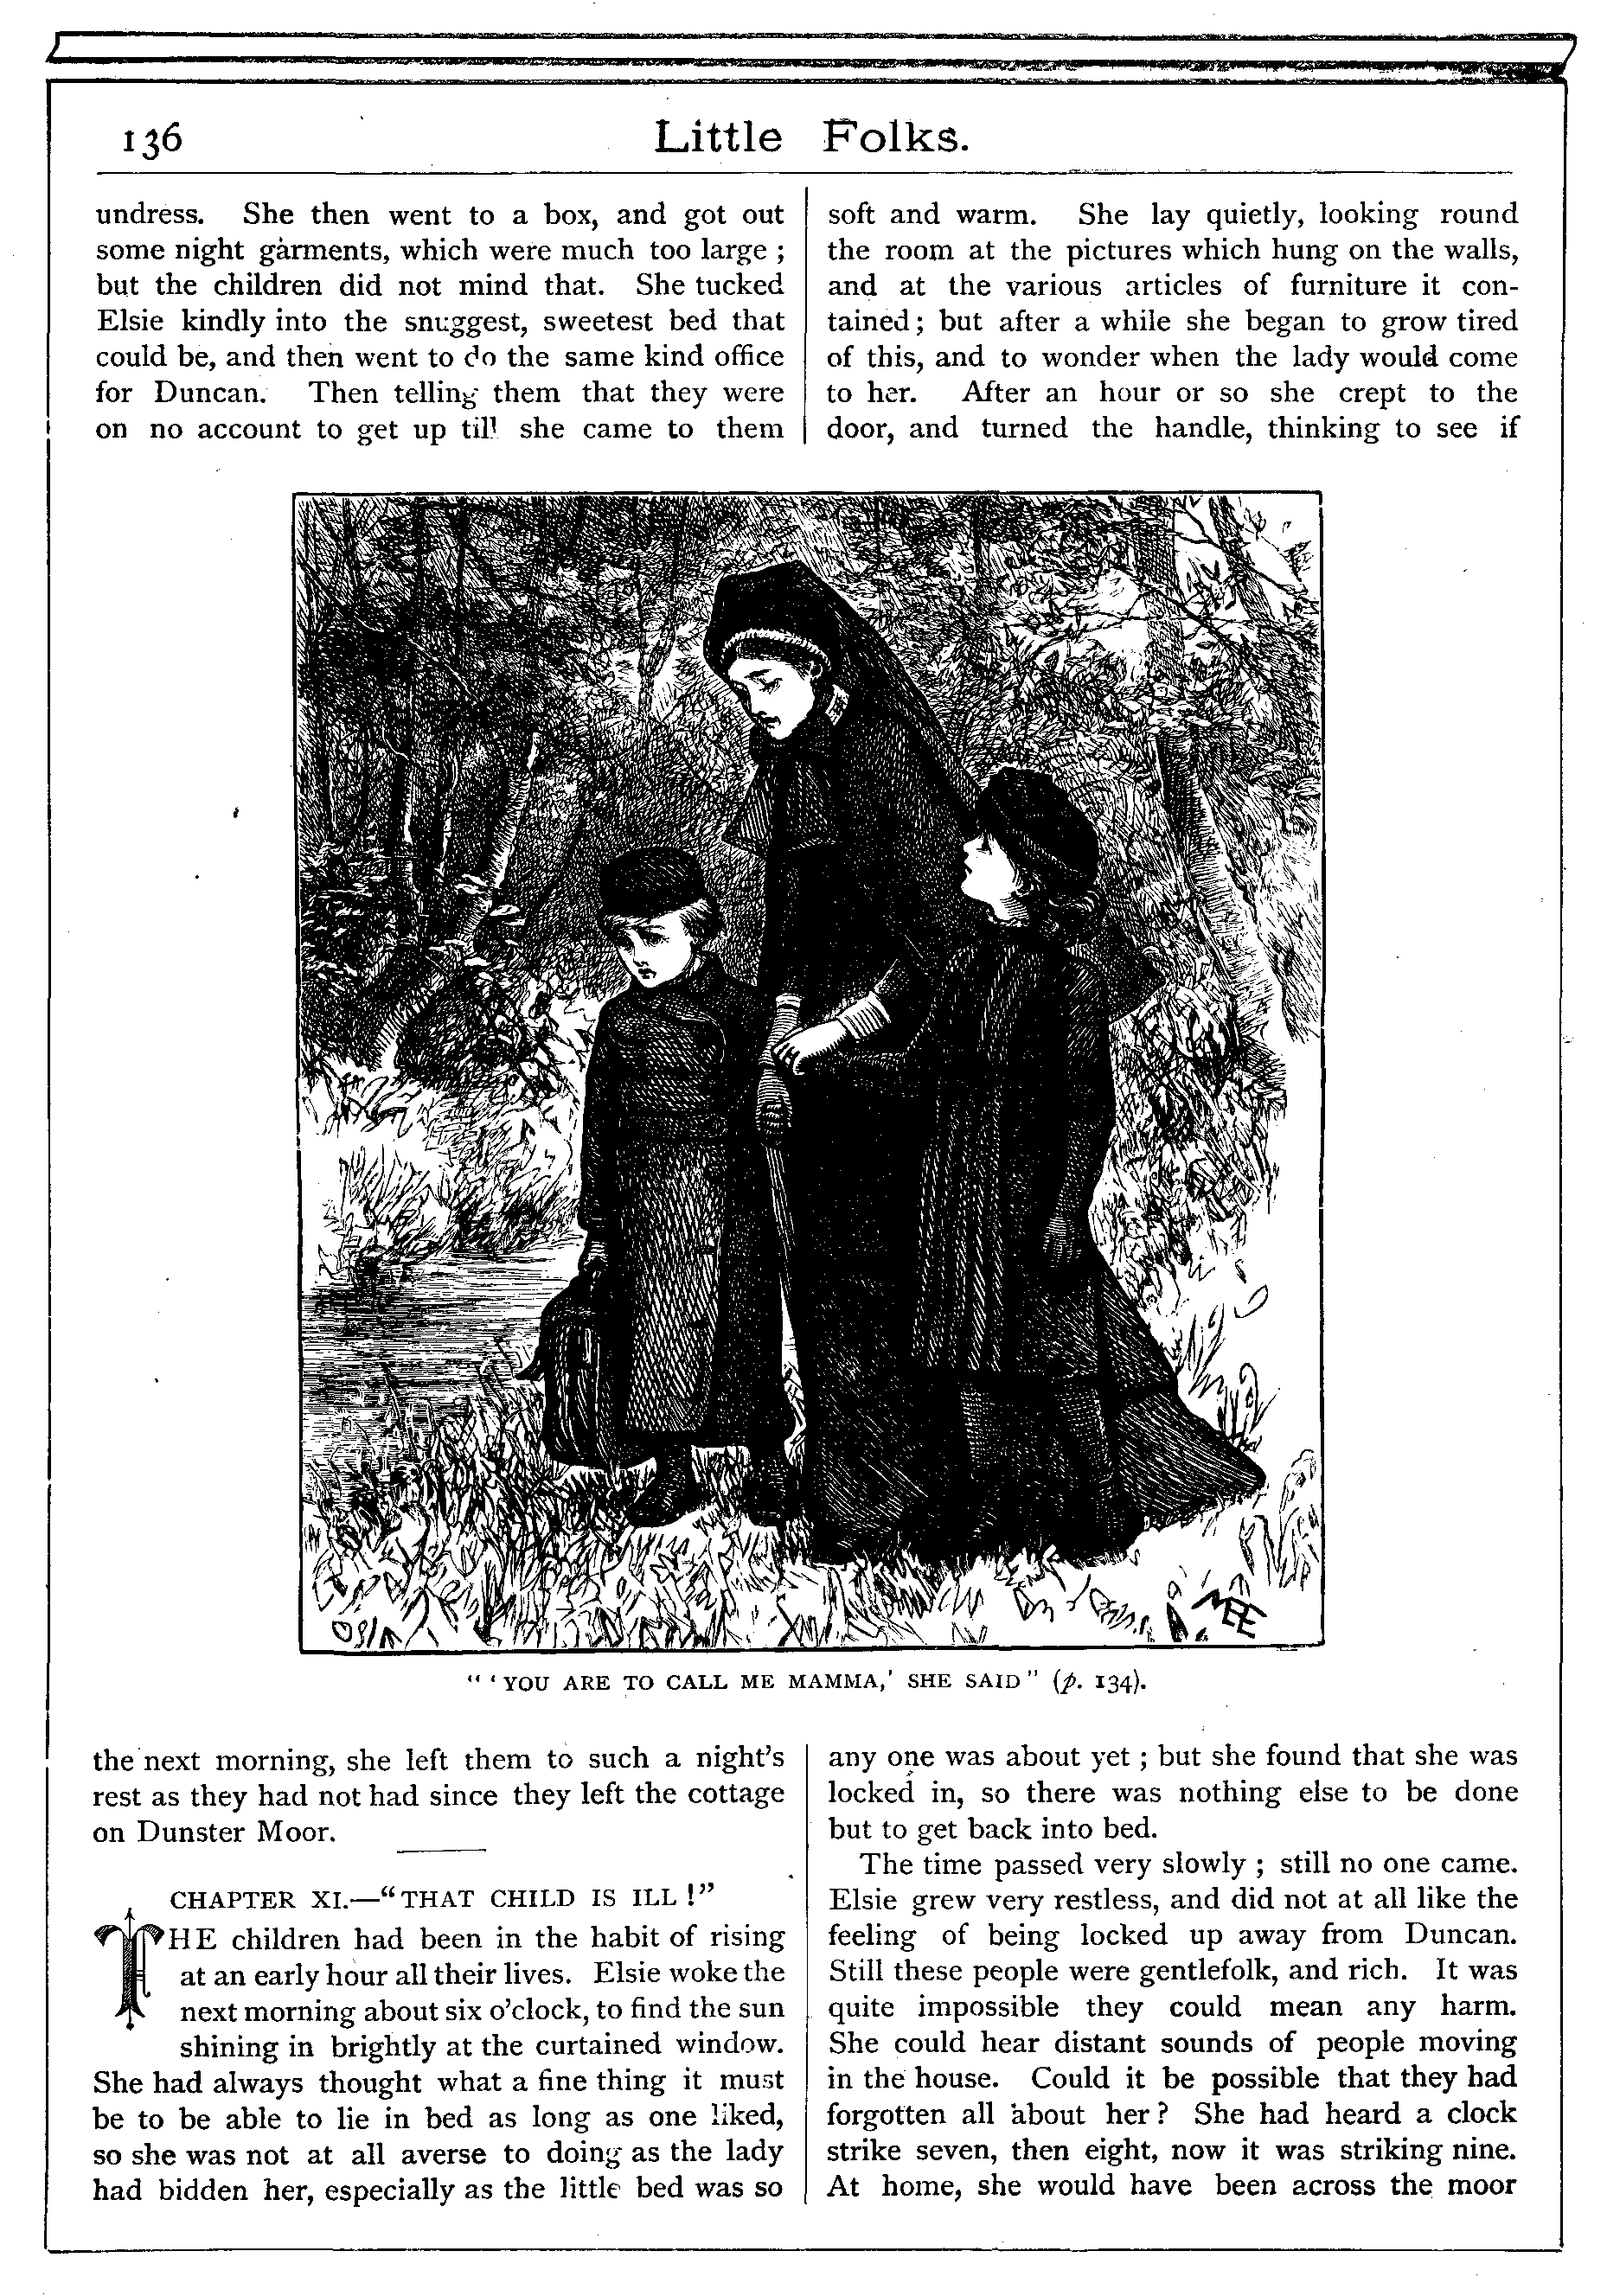 136
Little Folks.
undress. She then went to a box, and got out
some night garments, which were much too large ;
but the children did not mind that. She tucked
Elsie kindly into the snuggest, sweetest bed that
could be, and then went to do the same kind office
for Duncan. Then telling them that they were
on no account to get up till she came to them
the next morning, she left them to such a night's
rest as they had not had since they left the cottage
on Dunster Moor.
CHAPTER XI.—"THAT CHILD IS ILL !"
THE children had been in the habit of rising
at an early hour all their lives. Elsie woke the
next morning about six o'clock, to find the sun
shining in brightly at the curtained window.
She had always thought what a fine thing it must
be to be able to lie in bed as long as one liked,
so she was not at all averse to doing as the lady
had bidden her, especially as the little bed was so
soft and warm. She lay quietly, looking round
the room at the pictures which hung on the walls,
and at the various articles of furniture it con-
tained ; but after a while she began to grow tired
of this, and to wonder when the lady would come
to her. After an hour or so she crept to the
door, and turned the handle, thinking to see if
any one was about yet ; but she found that she was
locked in, so there was nothing else to be done
but to get back into bed.
The time passed very slowly ; still no one came.
Elsie grew very restless, and did not at all like the
feeling of being locked up away from Duncan.
Still these people were gentlefolk, and rich. It was
quite impossible they could mean any harm.
She could hear distant sounds of people moving
in the house. Could it be possible that they had
forgotten all about her ? She had heard a clock
strike seven, then eight, now it was striking nine.
At home, she would have been across the moor
MEE
"'YOU ARE TO CALL ME MAMMA,' SHE SAID" (p. 134).